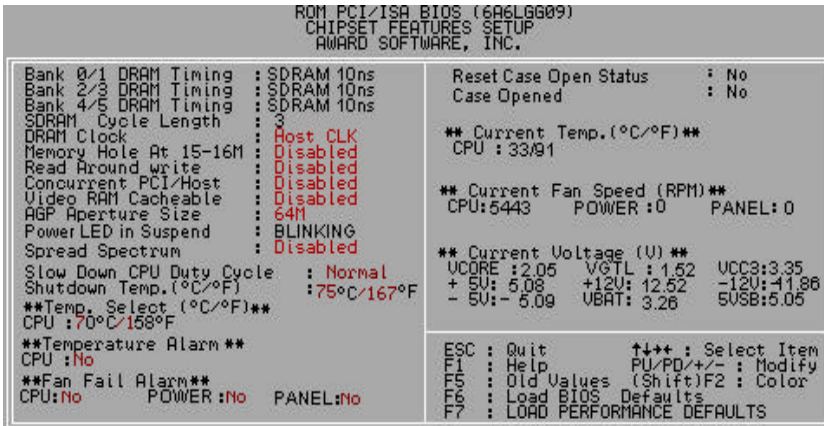 ROM PCI/ISA BIOS (6A6LGG09)
CHIPSET FEATURES SETUP
AWARD SOFTWARE, INC.
Bank 0/1 DRAM Timing : SDRAM 10ns
Bank 2/3 DRAM Timing : SDRAM 10ns
Bank 4/5 DRAM Timing : SDRAM 10ns
SDRAM Cycle Length : 3
DRAM Clock : Host CLK
Memory Hole At 15-16M : Disabled
Read Around write : Disabled
Concurrent PCI/Host : Disabled
Video RAM Cacheable : Disabled
AGP Aperture Size : 64M
Power LED in Suspend : BLINKING
Spread Spectrum : Disabled
Slow Down CPU Duty Cycle : Normal
Shutdown Temp.(°C/°F) :75°C/167°F
**Temp. Select (°C/°F)**
CPU :70°C/158°F
**Temperature Alarm **
CPU :No
**Fan Fail Alarm**
CPU:No POWER :No PANEL:No
Reset Case Open Status : No
Case Opened : No
** Current Temp.(°C/°F)**
CPU : 33/91
** Current Fan Speed (RPM)**
CPU:5443 POWER :0 PANEL: 0
** Current Voltage (V) **
VCORE :2.05 VGTL : 1.52 VCC3:3.35
+ 5V: 5.08 +12V: 12.52 -12V:-11.86
- 5V:- 5.09 VBAT: 3.26 5VSB:5.05
ESC : Quit ↑↓→← : Select Item
F1 : Help PU/PD/+/- : Modify
F5 : Old Values (Shift)F2 : Color
F6 : Load BIOS Defaults
F7 : LOAD PERFORMANCE DEFAULTS